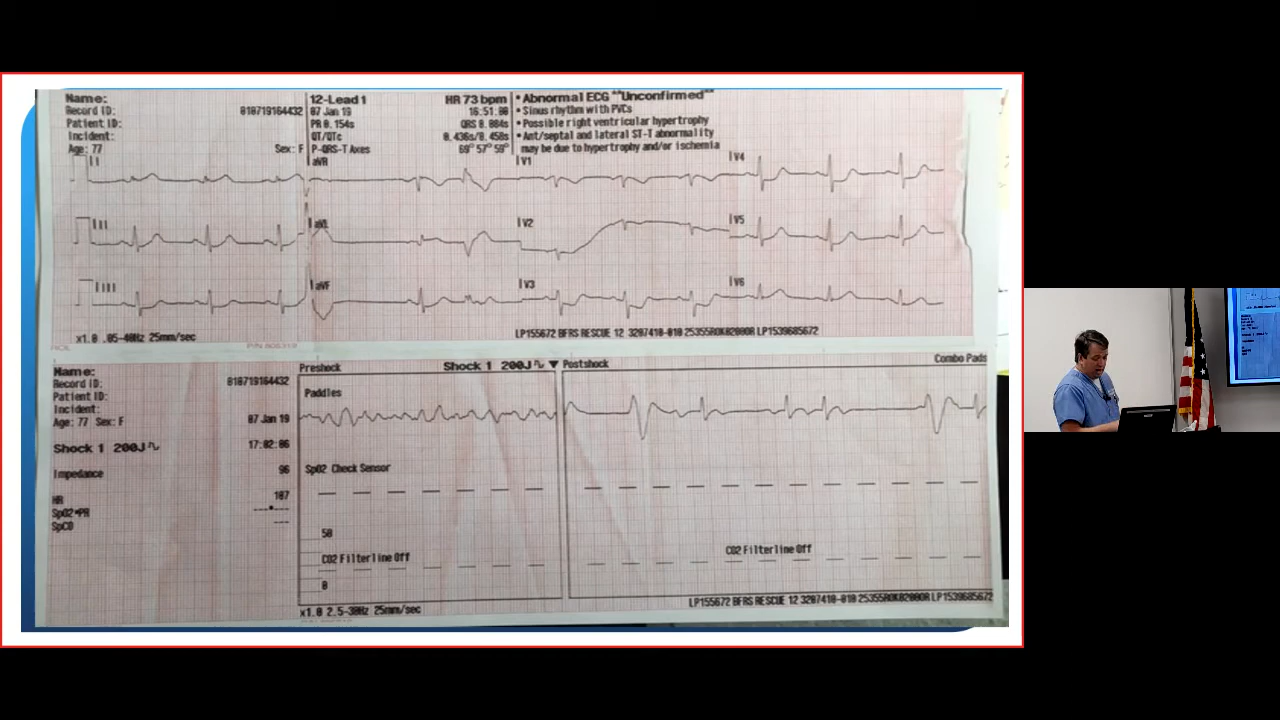 Name:
Record ID: 010719164432
Patient ID:
Incident:
Age: 77 Sex: F
12-Lead 1 HR 73 bpm
07 Jan 19 16:51:00
PR 0.154s QRS 0.084s
QT/QTc 0.436s/0.458s
P-QRS-T Axes 69° 57° 59°
• Abnormal ECG **Unconfirmed**
• Sinus rhythm with PVCs
• Possible right ventricular hypertrophy
• Ant/septal and lateral ST-T abnormality
may be due to hypertrophy and/or ischemia
I aVR V1 V4
II aVL V2 V5
III aVF V3 V6
x1.0 .05-40Hz 25mm/sec
BFRS RESCUE 12
Name:
Record ID: 010719164432
Patient ID:
Incident:
Age: 77 Sex: F 07 Jan 19
Shock 1 200J 17:02:06
Impedance 96
HR 107
SpO2•PR ---•---
SpCO ---
Preshock Shock 1 200J Postshock Combo Pads
Paddles
SpO2 Check Sensor
50
CO2 Filterline Off CO2 Filterline Off
0
x1.0 2.5-30Hz 25mm/sec
BFRS RESCUE 12